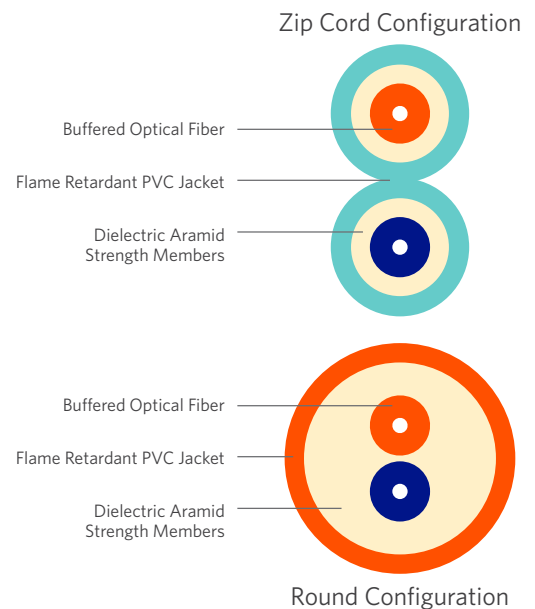 Zip Cord Configuration
Buffered Optical Fiber
Flame Retardant PVC Jacket
Dielectric Aramid
Strength Members
Buffered Optical Fiber
Flame Retardant PVC Jacket
Dielectric Aramid
Strength Members
Round Configuration